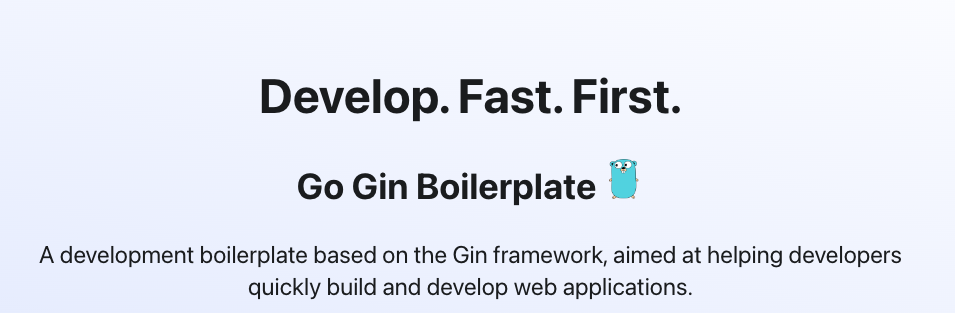 Develop. Fast. First.
Go Gin Boilerplate
A development boilerplate based on the Gin framework, aimed at helping developers
quickly build and develop web applications.